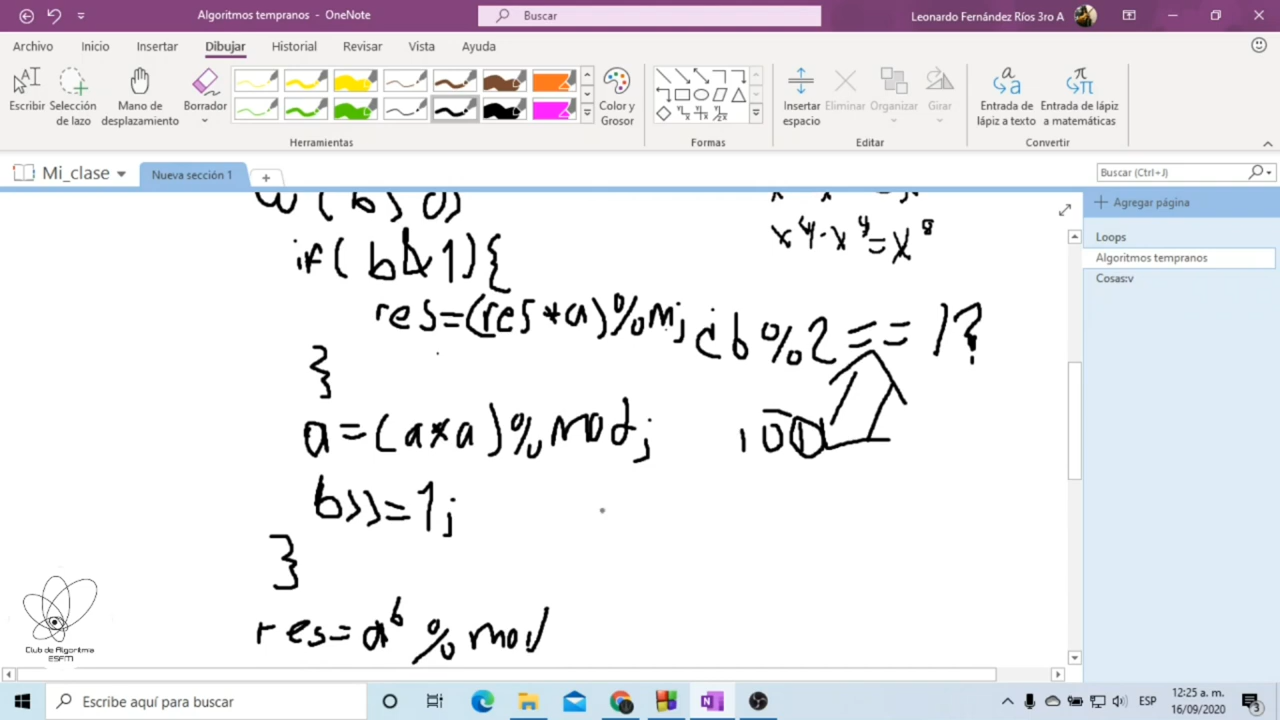 Algoritmos tempranos - OneNote
Buscar
Leonardo Fernández Ríos 3ro A
Archivo Inicio Insertar Dibujar Historial Revisar Vista Ayuda
Escribir
Selección de lazo
Mano de desplazamiento
Borrador
Color y Grosor
Insertar espacio
Eliminar
Organizar
Girar
Entrada de lápiz a texto
Entrada de lápiz a matemáticas
Herramientas
Formas
Editar
Convertir
Mi_clase
Nueva sección 1
Buscar (Ctrl+J)
Agregar página
Loops
Algoritmos tempranos
Cosas:v
w (b>0)
x⁴·x⁴=x⁸
if(b&1){
res=(res*a)%m;
¿b%2==1?
}
a=(a*a)%mod;
100
b>>=1;
}
res=a^b % mod
Club de Algoritmia
ESFM
Escribe aquí para buscar
ESP
12:25 a. m.
16/09/2020
3